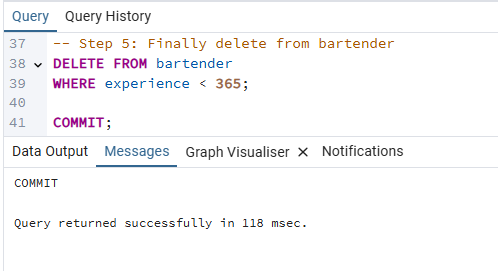 Query Query History
37 -- Step 5: Finally delete from bartender
38 DELETE FROM bartender
39 WHERE experience < 365;
40
41 COMMIT;
Data Output Messages Graph Visualiser × Notifications
COMMIT
Query returned successfully in 118 msec.